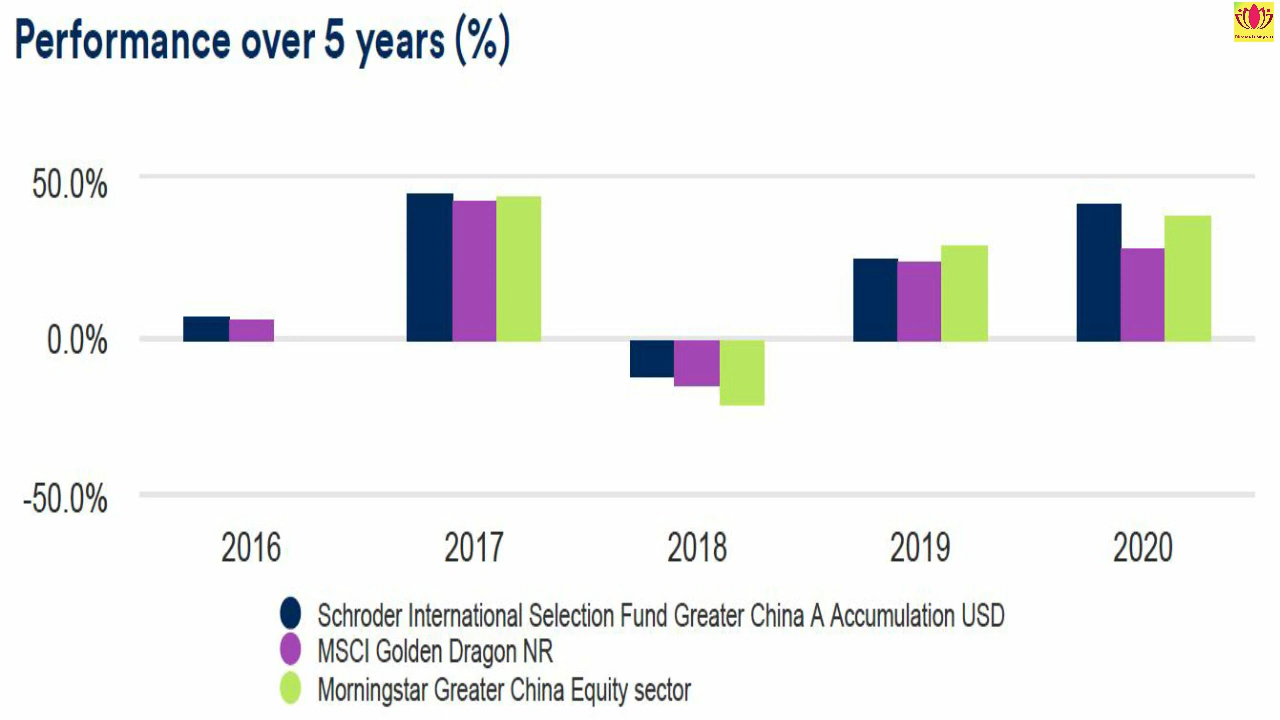 Performance over 5 years (%)
50.0%
0.0%
-50.0%
2016 2017 2018 2019 2020
Schroder International Selection Fund Greater China A Accumulation USD
MSCI Golden Dragon NR
Morningstar Greater China Equity sector